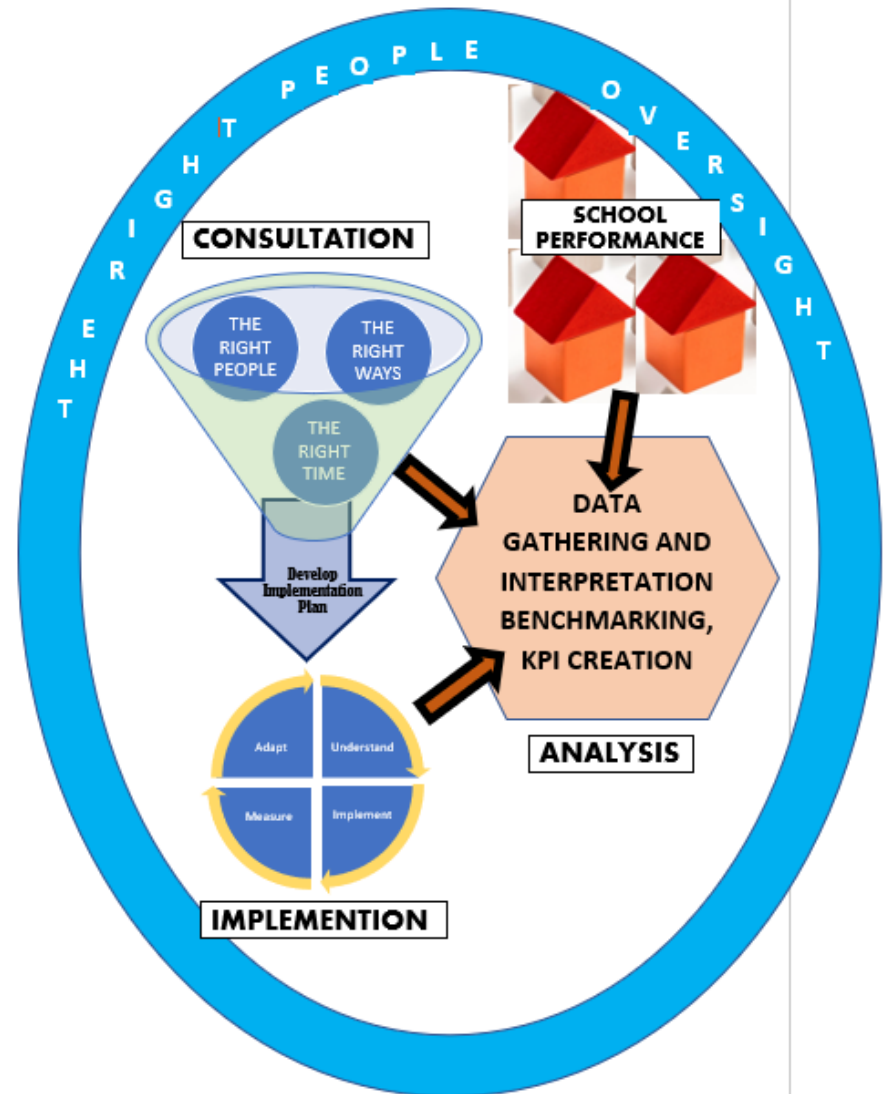 THE RIGHT PEOPLE OVERSIGHT
CONSULTATION
THE
RIGHT
PEOPLE
THE
RIGHT
WAYS
THE
RIGHT
TIME
Develop
Implementation
Plan
SCHOOL
PERFORMANCE
DATA
GATHERING AND
INTERPRETATION
BENCHMARKING,
KPI CREATION
ANALYSIS
Adapt
Understand
Measure
Implement
IMPLEMENTION